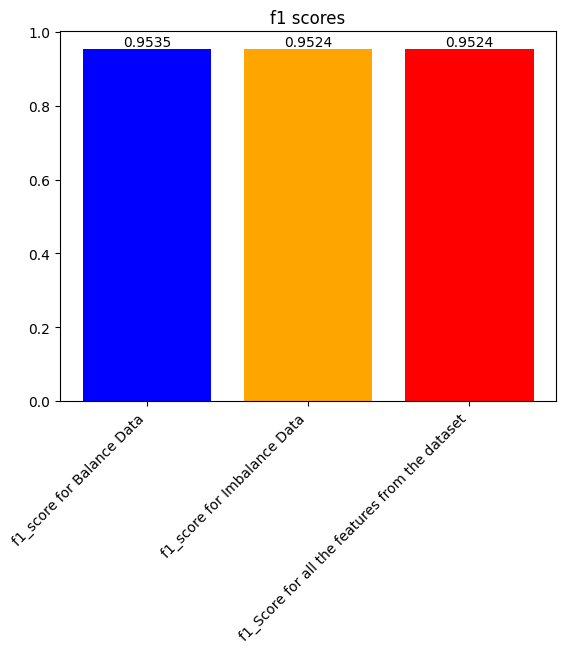 f1 scores
0.9535
0.9524
0.9524
1.0
0.8
0.6
0.4
0.2
0.0
f1_score for Balance Data
f1_score for Imbalance Data
f1_Score for all the features from the dataset